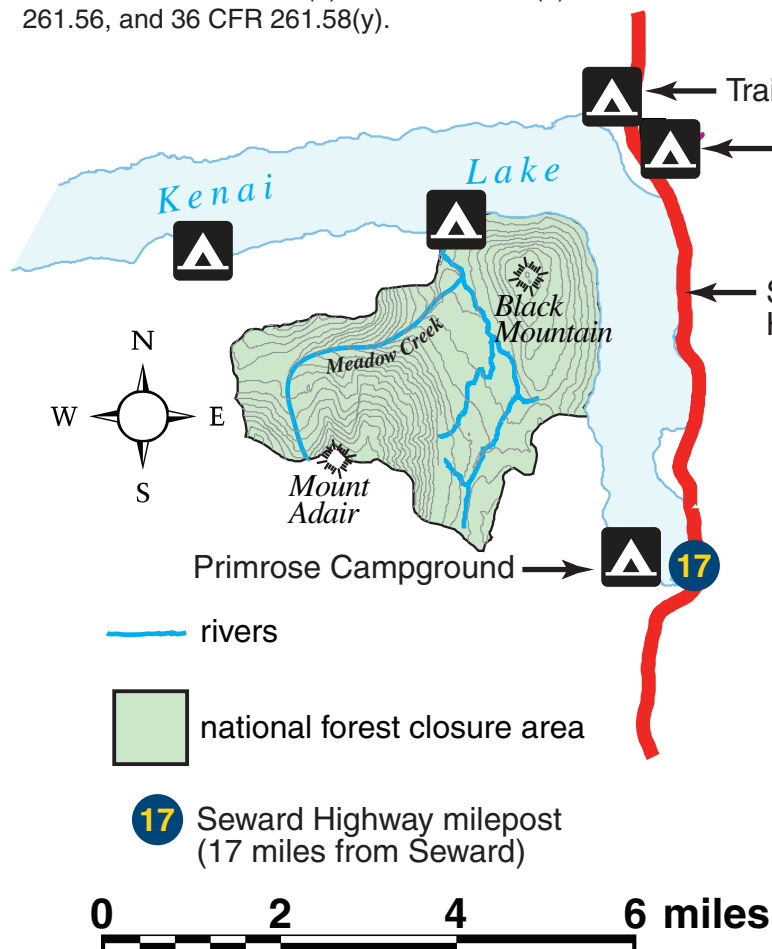 261.56, and 36 CFR 261.58(y).
Trai
Kenai Lake
S
Black
Mountain
Meadow Creek
N
W E
S
Mount
Adair
Primrose Campground
17
rivers
national forest closure area
17 Seward Highway milepost
(17 miles from Seward)
0 2 4 6 miles